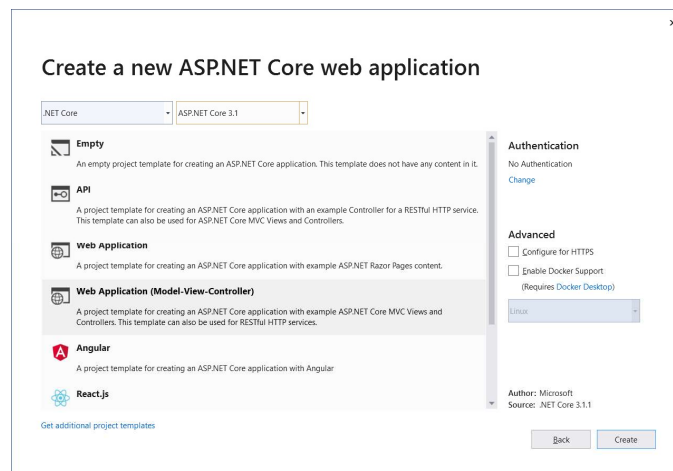 Create a new ASP.NET Core web application
.NET Core
ASP.NET Core 3.1
Empty
An empty project template for creating an ASP.NET Core application. This template does not have any content in it.
API
A project template for creating an ASP.NET Core application with an example Controller for a RESTful HTTP service.
This template can also be used for ASP.NET Core MVC Views and Controllers.
Web Application
A project template for creating an ASP.NET Core application with example ASP.NET Razor Pages content.
Web Application (Model-View-Controller)
A project template for creating an ASP.NET Core application with example ASP.NET Core MVC Views and
Controllers. This template can also be used for RESTful HTTP services.
Angular
A project template for creating an ASP.NET Core application with Angular
React.js
Get additional project templates
Authentication
No Authentication
Change
Advanced
Configure for HTTPS
Enable Docker Support
(Requires Docker Desktop)
Linux
Author: Microsoft
Source: .NET Core 3.1.1
Back
Create